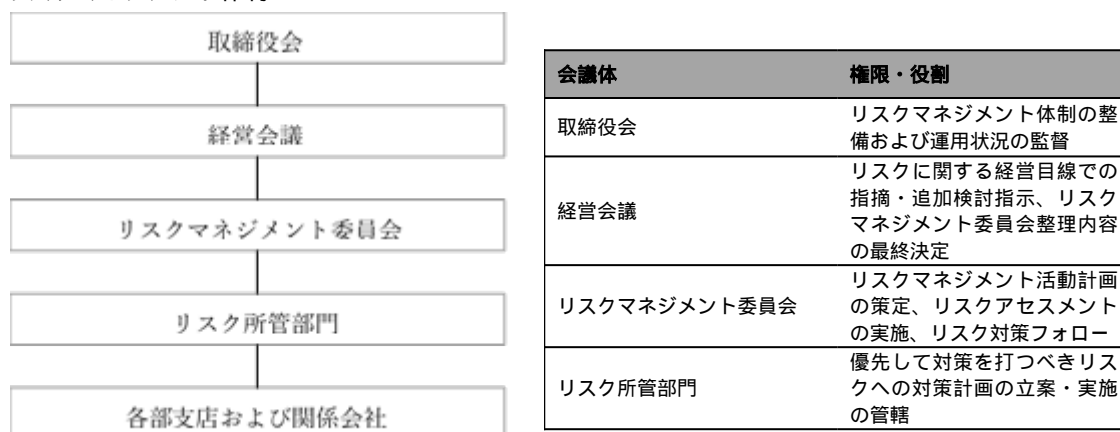 取締役会
経営会議
リスクマネジメント委員会
リスク所管部門
各部支店および関係会社
会議体 権限・役割
取締役会
リスクマネジメント体制の整
備および運用状況の監督
経営会議
リスクに関する経営目線での
指摘・追加検討指示、リスク
マネジメント委員会整理内容
の最終決定
リスクマネジメント委員会
リスクマネジメント活動計画
の策定、リスクアセスメント
の実施、リスク対策フォロー
リスク所管部門
優先して対策を打つべきリス
クへの対策計画の立案・実施
の管轄